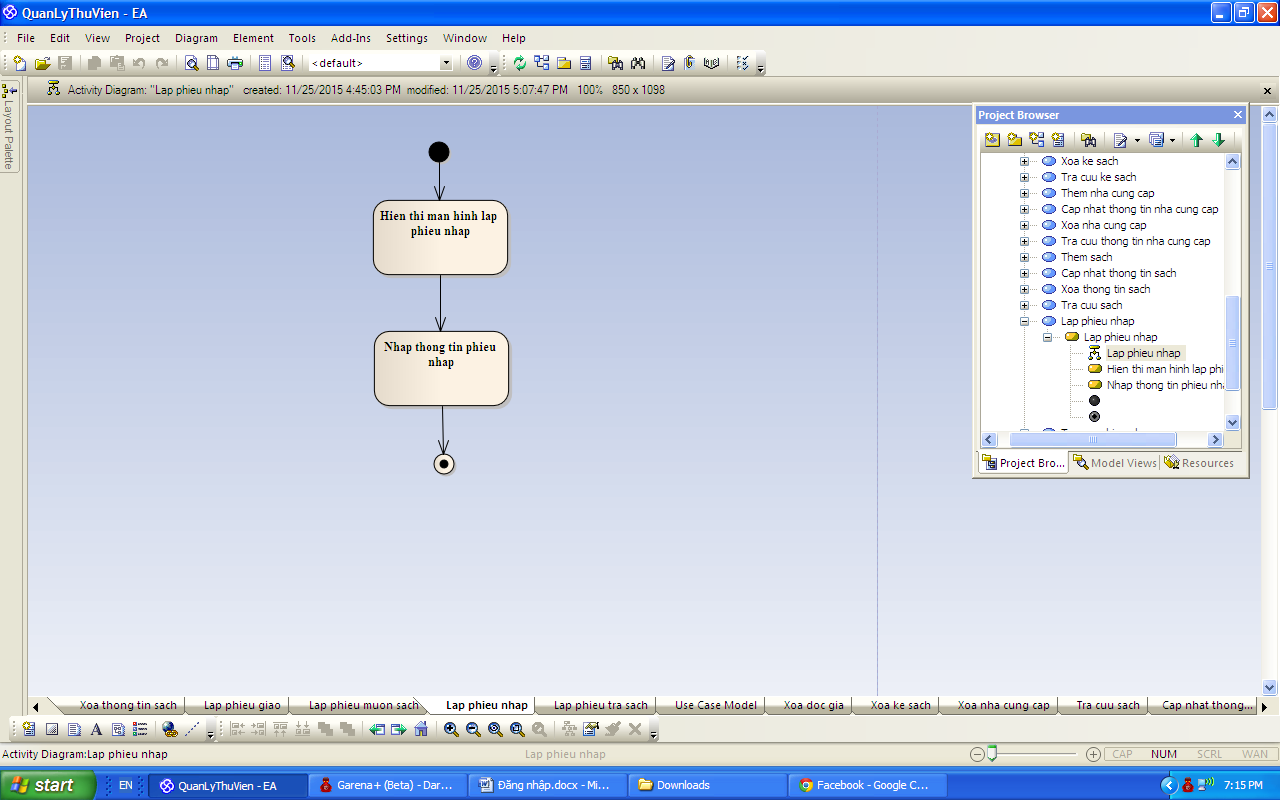 QuanLyThuVien - EA
File Edit View Project Diagram Element Tools Add-Ins Settings Window Help
<default>
Activity Diagram: "Lap phieu nhap" created: 11/25/2015 4:45:03 PM modified: 11/25/2015 5:07:47 PM 100% 850 x 1098
Layout Palette
Hien thi man hinh lap
phieu nhap
Nhap thong tin phieu
nhap
Project Browser
Xoa ke sach
Tra cuu ke sach
Them nha cung cap
Cap nhat thong tin nha cung cap
Xoa nha cung cap
Tra cuu thong tin nha cung cap
Them sach
Cap nhat thong tin sach
Xoa thong tin sach
Tra cuu sach
Lap phieu nhap
Lap phieu nhap
Lap phieu nhap
Hien thi man hinh lap phi
Nhap thong tin phieu nha
Project Bro... Model Views Resources
Xoa thong tin sach Lap phieu giao Lap phieu muon sach Lap phieu nhap Lap phieu tra sach Use Case Model Xoa doc gia Xoa ke sach Xoa nha cung cap Tra cuu sach Cap nhat thong...
Activity Diagram:Lap phieu nhap Lap phieu nhap CAP NUM SCRL WAN
start EN QuanLyThuVien - EA Garena+ (Beta) - Dar... Đăng nhập.docx - Mi... Downloads Facebook - Google C... 7:15 PM